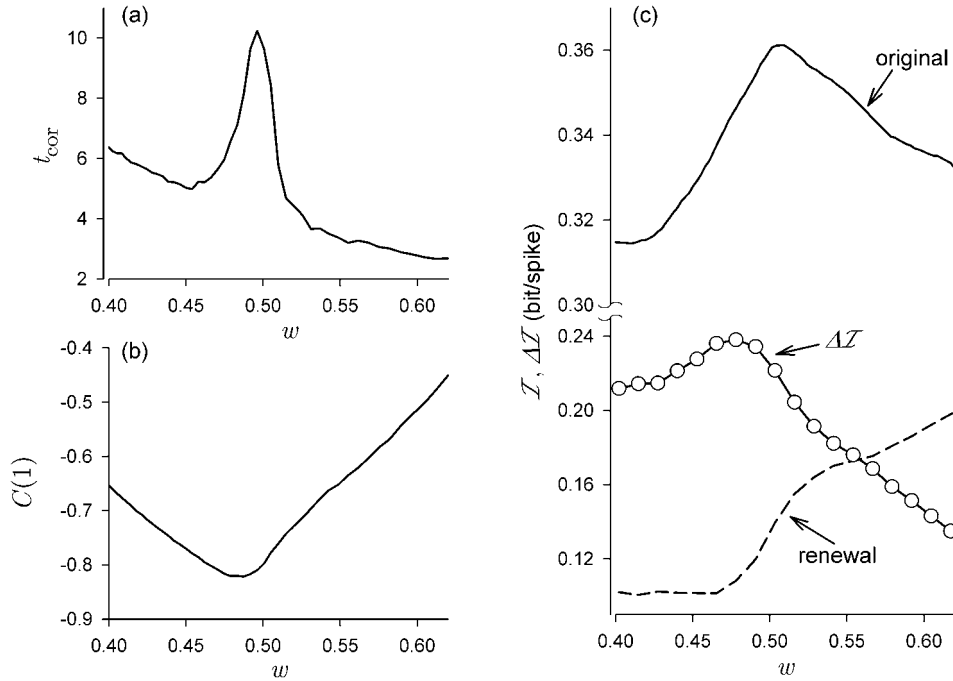 (a)
10
8
6
4
2
t_cor
0.40
0.45
0.50
0.55
0.60
w
(b)
-0.4
-0.5
-0.6
-0.7
-0.8
-0.9
C(1)
0.40
0.45
0.50
0.55
0.60
w
(c)
0.36
0.34
0.32
0.30
0.24
0.20
0.16
0.12
I, ΔI (bit/spike)
original
ΔI
renewal
0.40
0.45
0.50
0.55
0.60
w